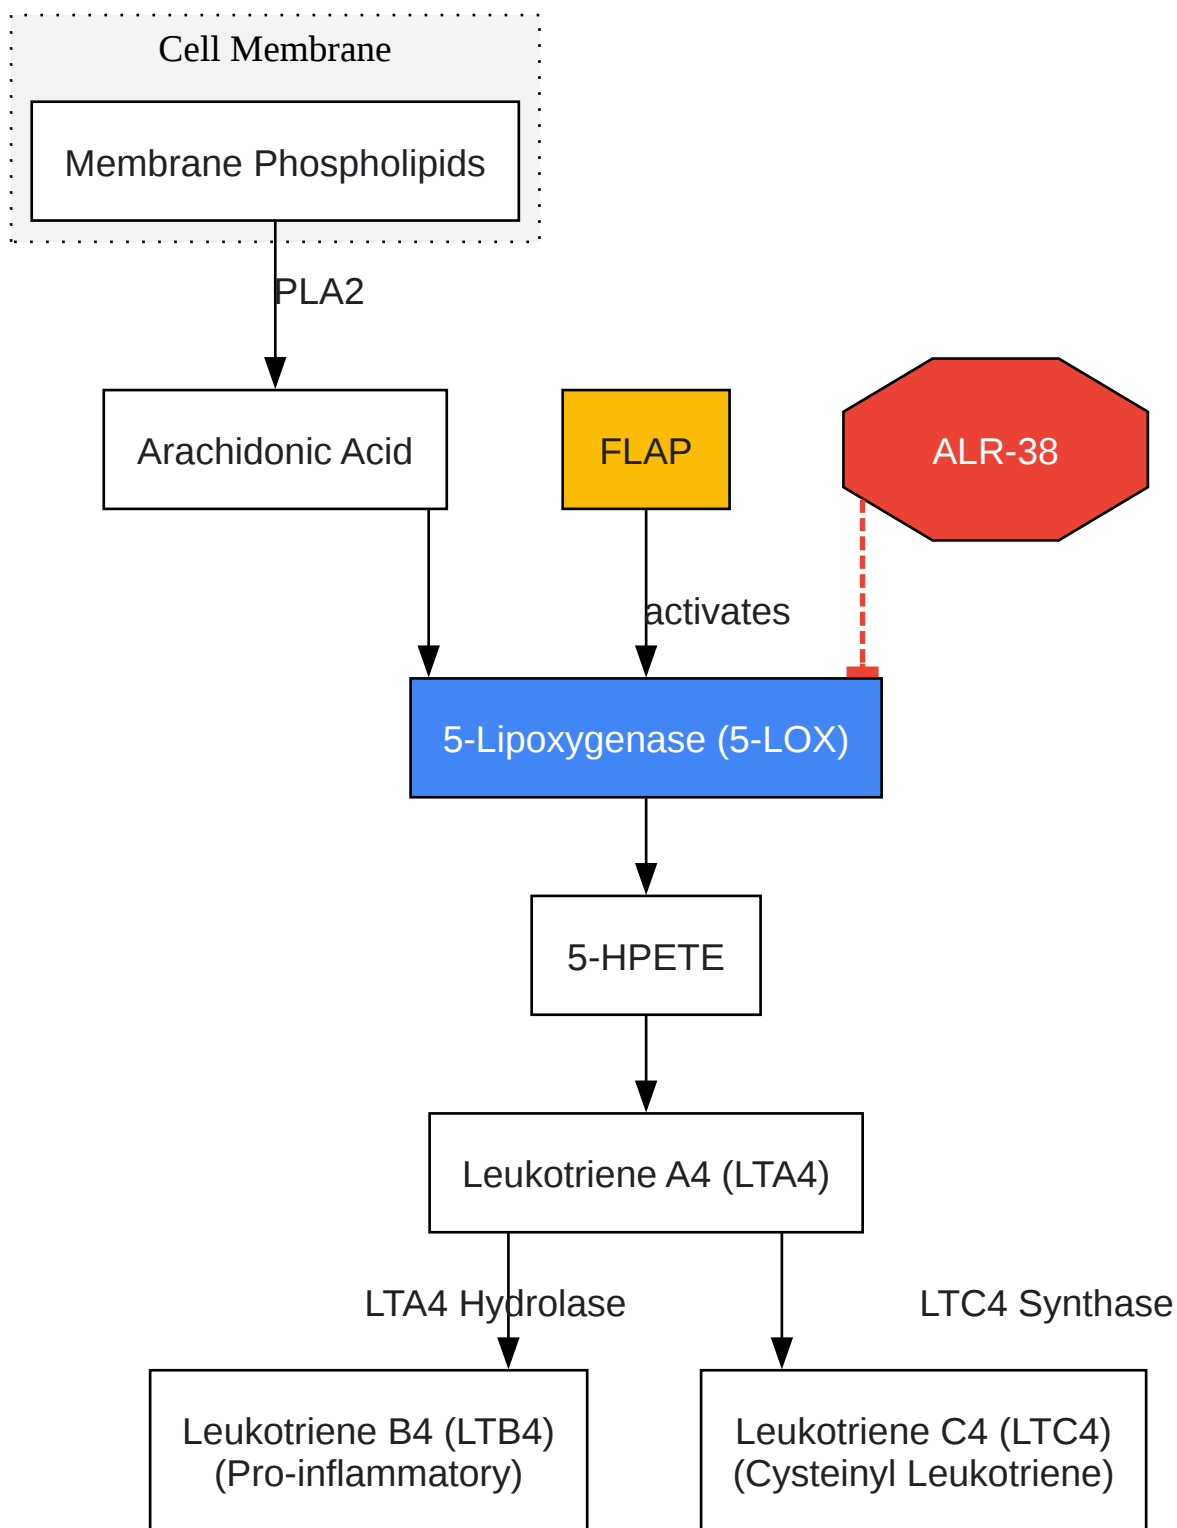 Cell Membrane
Membrane Phospholipids
PLA2
Arachidonic Acid
FLAP
ALR-38
activates
5-Lipoxygenase (5-LOX)
5-HPETE
Leukotriene A4 (LTA4)
LTA4 Hydrolase
LTC4 Synthase
Leukotriene B4 (LTB4)
(Pro-inflammatory)
Leukotriene C4 (LTC4)
(Cysteinyl Leukotriene)